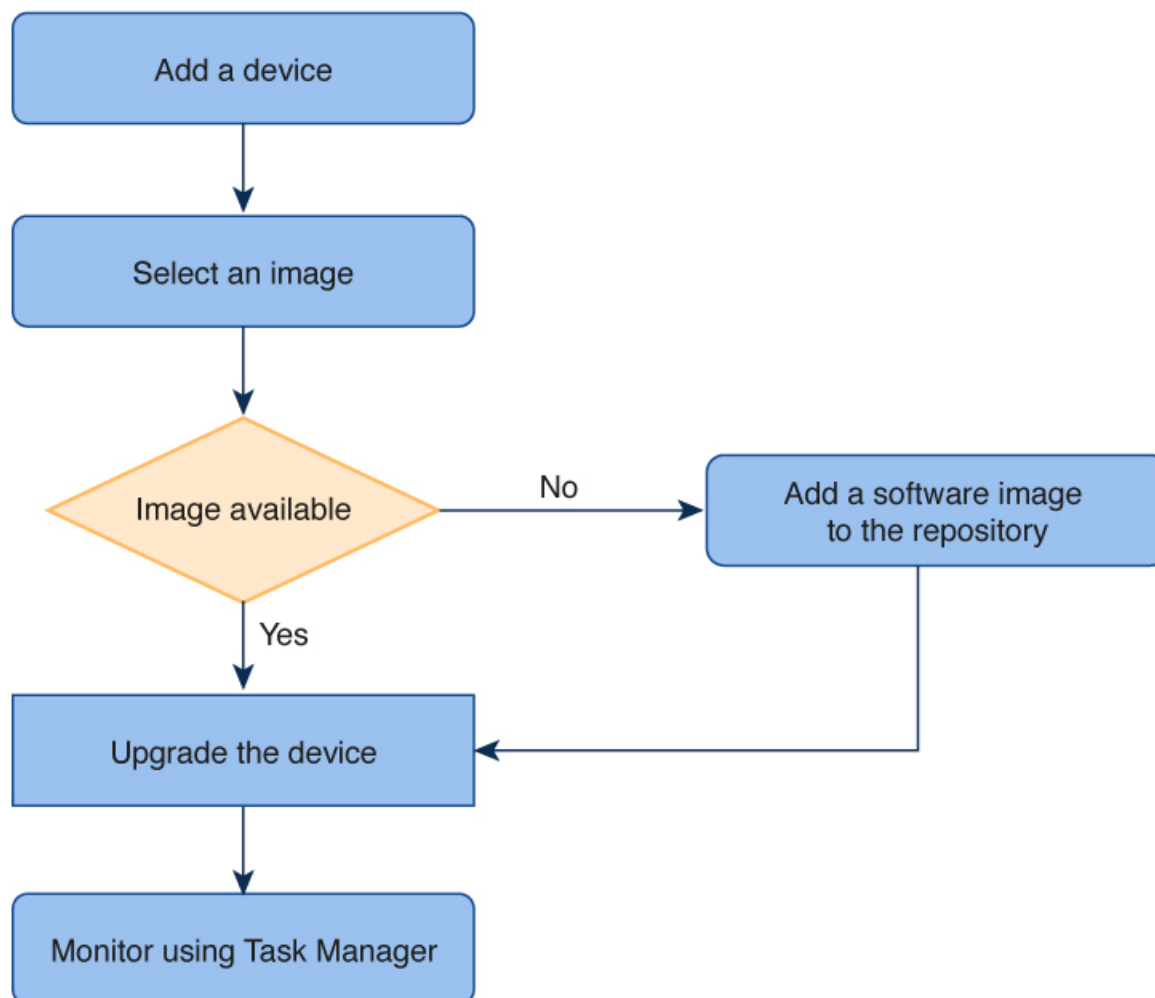 Add a device
Select an image
Image available
No
Add a software image
to the repository
Yes
Upgrade the device
Monitor using Task Manager